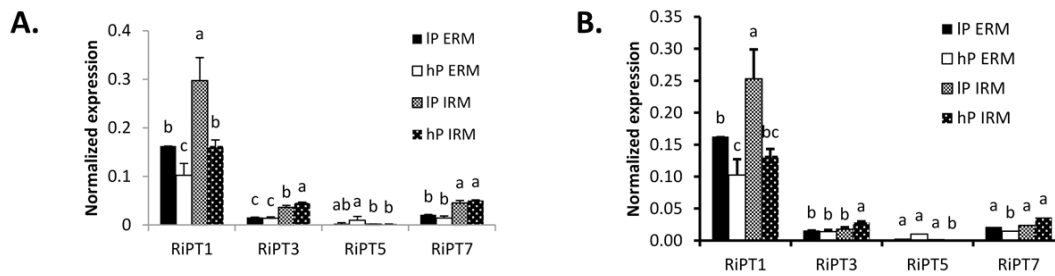 A.
Normalized expression
0.4
0.3
0.2
0.1
0
a
b
c
b
c c b a
ab a b b
b b a a
RiPT1 RiPT3 RiPT5 RiPT7
lP ERM
hP ERM
lP IRM
hP IRM
B.
Normalized expression
0.35
0.30
0.25
0.20
0.15
0.10
0.05
0.00
a
b
c
bc
b b b a
a a a b
a b a a
RiPT1 RiPT3 RiPT5 RiPT7
lP ERM
hP ERM
lP IRM
hP IRM